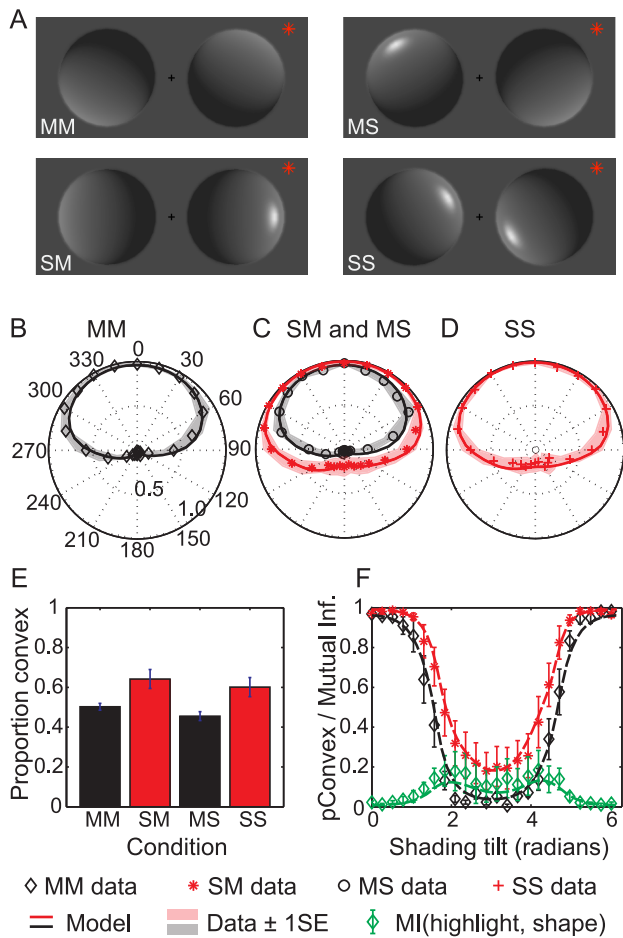 A
MM
MS
SM
SS
B MM
C SM and MS
D SS
0
30
60
90
120
150
180
210
240
270
300
330
0.5
1.0
E
Proportion convex
1
0.8
0.6
0.4
0.2
0
MM SM MS SS
Condition
F
pConvex / Mutual Inf.
1
0.8
0.6
0.4
0.2
0
0 2 4 6
Shading tilt (radians)
MM data SM data MS data SS data
Model Data ± 1SE MI(highlight, shape)